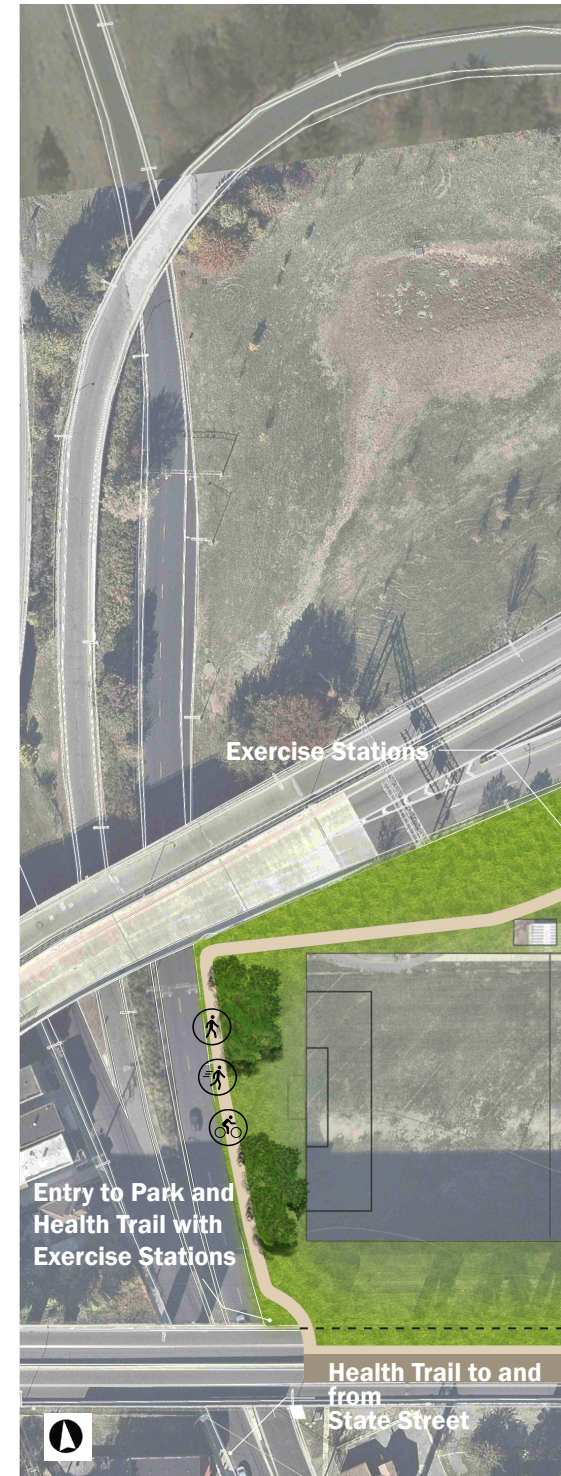 Exercise Stations
Entry to Park and
Health Trail with
Exercise Stations
Health Trail to and
from
State Street